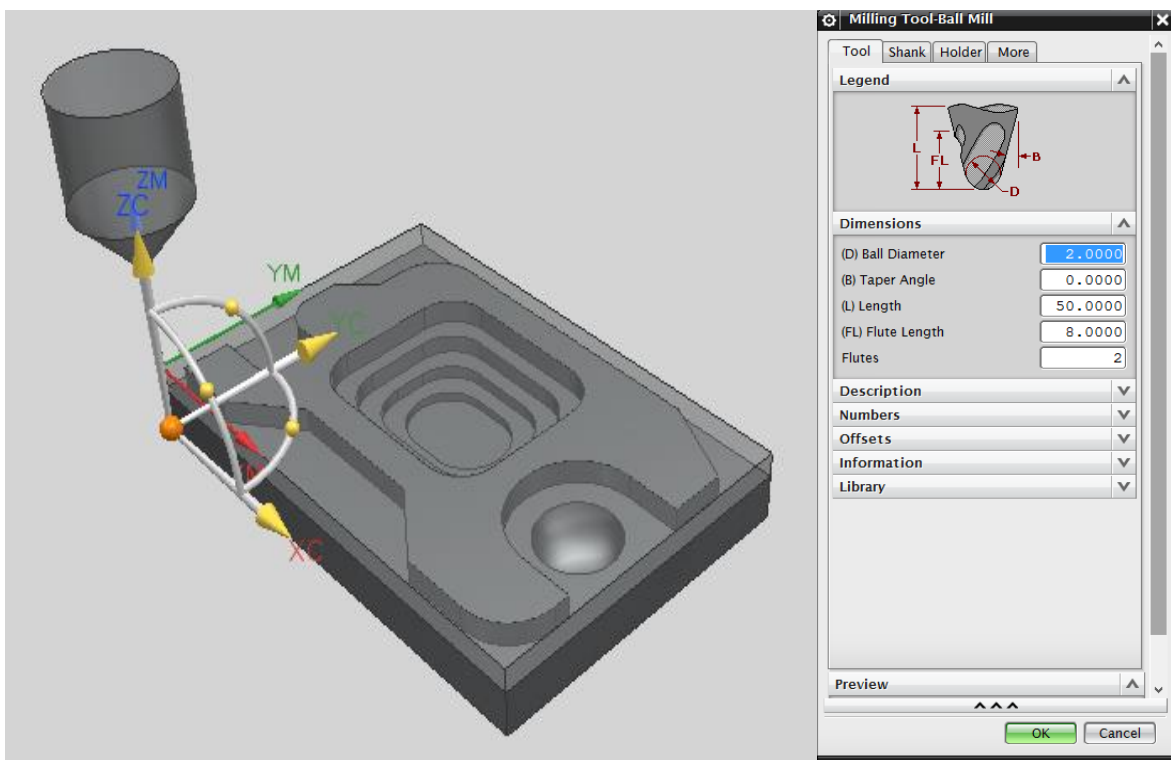 ZM
ZC
YM
YC
XC
Milling Tool-Ball Mill
Tool Shank Holder More
Legend
L
FL
B
D
Dimensions
(D) Ball Diameter 2.0000
(B) Taper Angle 0.0000
(L) Length 50.0000
(FL) Flute Length 8.0000
Flutes 2
Description
Numbers
Offsets
Information
Library
Preview
OK Cancel